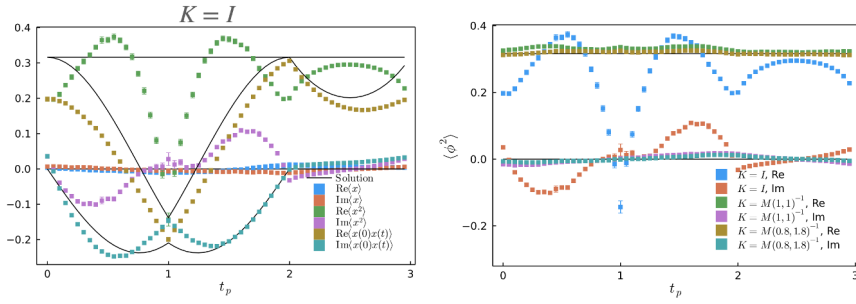 K = I
0.4
0.3
0.2
0.1
0.0
−0.1
−0.2
0
1
2
3
t_p
Solution
Re⟨x⟩
Im⟨x⟩
Re⟨x²⟩
Im⟨x²⟩
Re⟨x(0)x(t)⟩
Im⟨x(0)x(t)⟩
⟨ϕ²⟩
0.4
0.2
0.0
−0.2
0
1
2
3
t_p
K = I, Re
K = I, Im
K = M(1, 1)⁻¹, Re
K = M(1, 1)⁻¹, Im
K = M(0.8, 1.8)⁻¹, Re
K = M(0.8, 1.8)⁻¹, Im